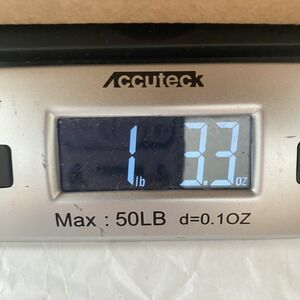 Accuteck
1 lb 3.3 oz
Max : 50LB d=0.1OZ